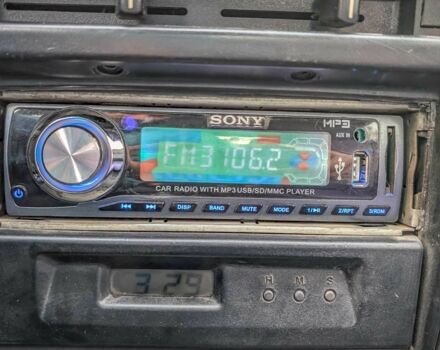 SONY
MP3
AUX IN
FM3 106.2
CAR RADIO WITH MP3 USB/SD/MMC PLAYER
DISP BAND MUTE MODE 1/ 2/RPT 3/RDM
3:29 H M S